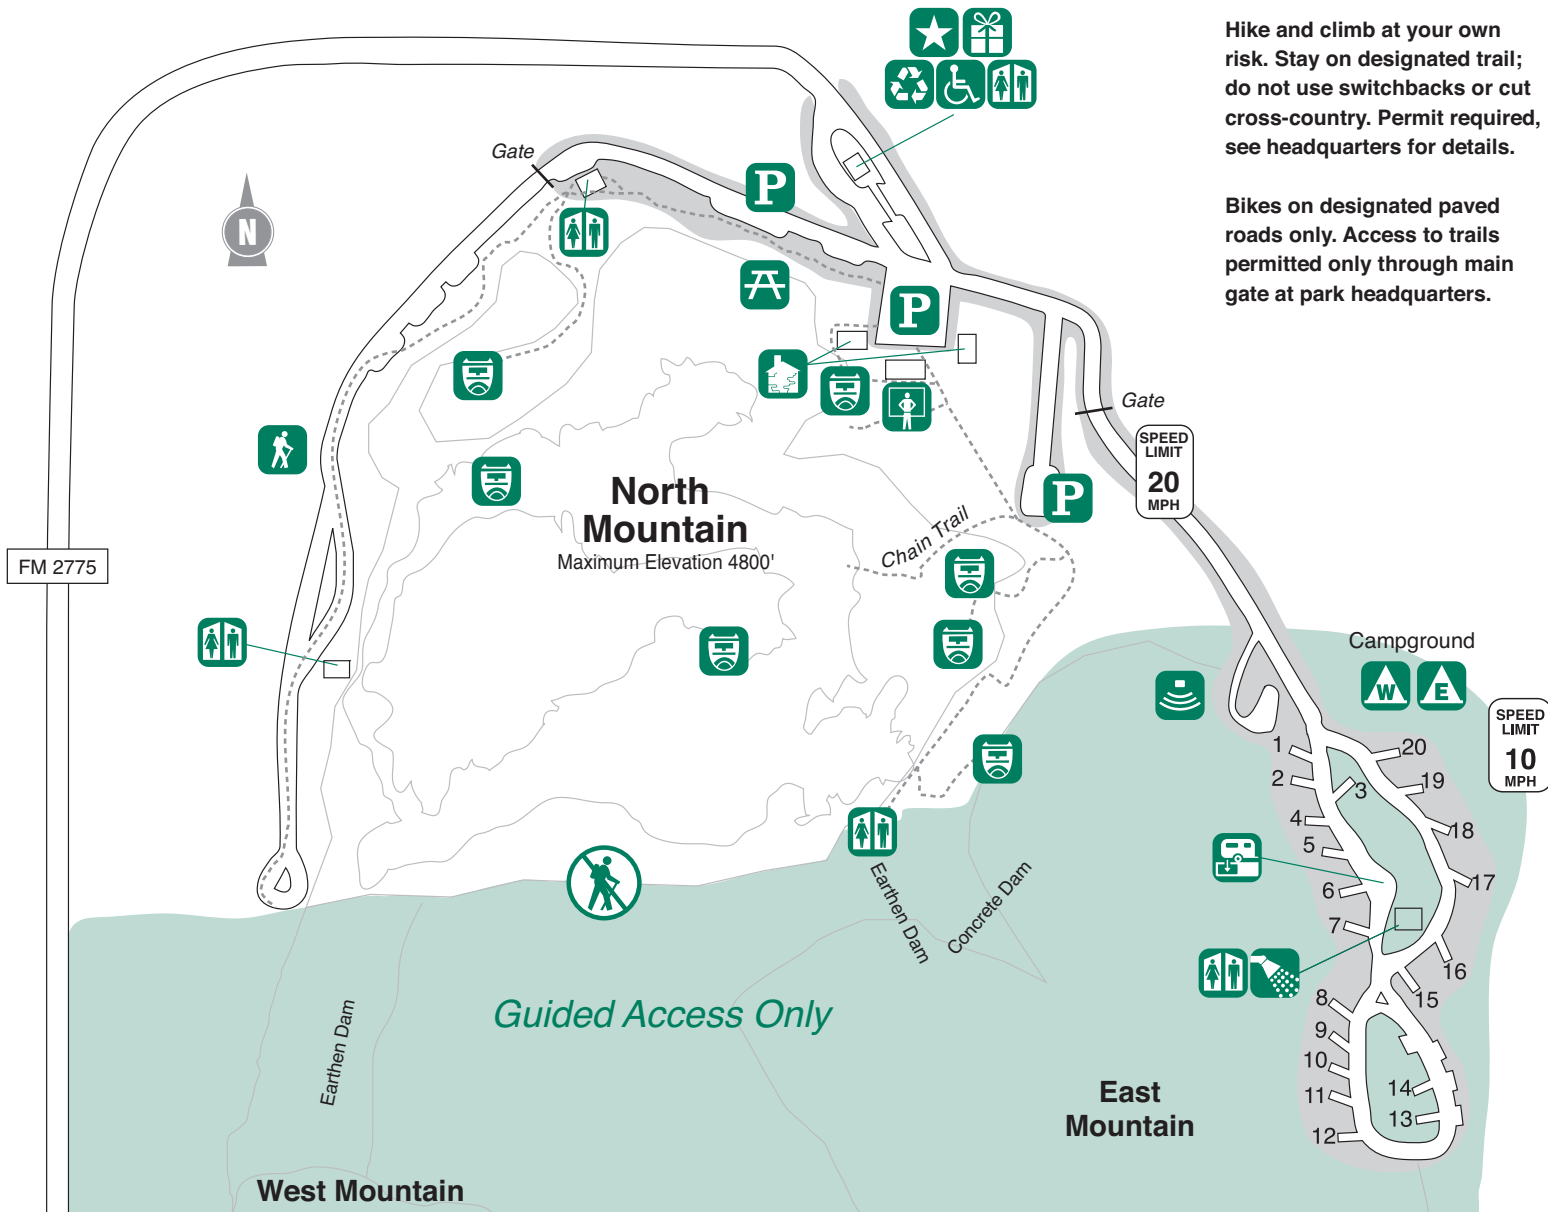 Hike and climb at your own
risk. Stay on designated trail;
do not use switchbacks or cut
cross-country. Permit required,
see headquarters for details.
Bikes on designated paved
roads only. Access to trails
permitted only through main
gate at park headquarters.
Gate
P
N
P
Gate
SPEED
LIMIT
20
MPH
North
Mountain
Maximum Elevation 4800'
P
Chain Trail
FM 2775
Campground
W
E
SPEED
LIMIT
10
MPH
1
20
2
3
19
4
18
5
6
17
7
16
8
15
9
10
11
14
12
13
Earthen Dam
Concrete Dam
Guided Access Only
Earthen Dam
East
Mountain
West Mountain